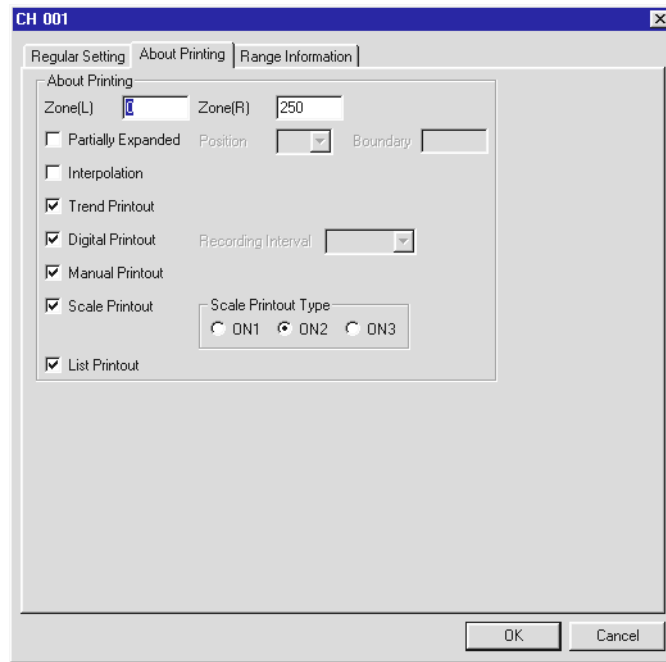 CH 001
Regular Setting About Printing Range Information
About Printing
Zone(L) 0 Zone(R) 250
Partially Expanded Position Boundary
Interpolation
Trend Printout
Digital Printout Recording Interval
Manual Printout
Scale Printout Scale Printout Type
ON1 ON2 ON3
List Printout
OK Cancel